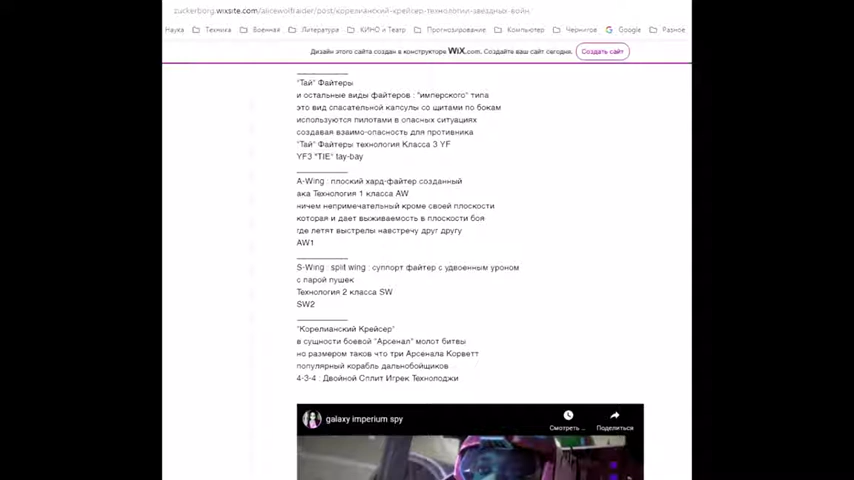 zuckerborg.wixsite.com/alicewolfraider/post/корелианский-крейсер-технологии-звездных-войн
Наука Техника Военная Литература КИНО и Театр Прогнозирование Компьютер Чернитов Google Разное
Дизайн этого сайта создан в конструкторе WiX.com. Создайте ваш сайт сегодня. Создать сайт
"Тай" Файтеры
и остальные виды файтеров : "имперского" типа
это вид спасательной капсулы со щитами по бокам
используются пилотами в опасных ситуациях
создавая взаимо-опасность для противника
"Тай" Файтеры технология Класса 3 YF
YF3 "TIE" tay-bay
A-Wing : плоский хард-файтер созданный
ака Технология 1 класса AW
ничем непримечательный кроме своей плоскости
которая и дает выживаемость в плоскости боя
где летят выстрелы навстречу друг другу
AW1
S-Wing : split wing : суппорт файтер с удвоенным уроном
с парой пушек
Технология 2 класса SW
SW2
"Корелианский Крейсер"
в сущности боевой "Арсенал" молот битвы
но размером таков что три Арсенала Корветт
популярный корабль дальнобойщиков
4-3-4 : Двойной Сплит Игрек Технолоджи
galaxy imperium spy
Смотреть ... Поделиться